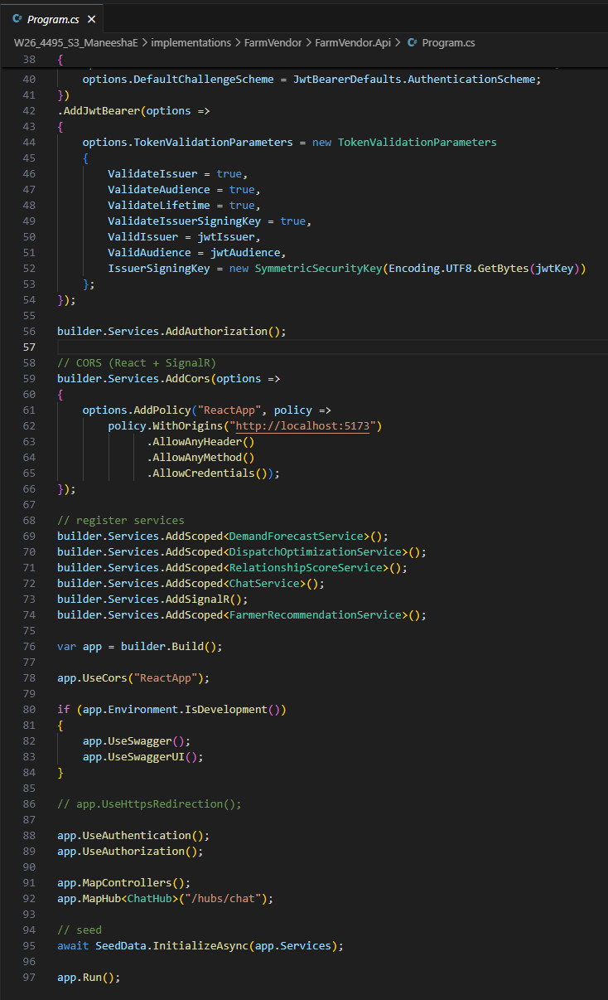 Program.cs
W26_4495_S3_ManeeshaE > implementations > FarmVendor > FarmVendor.Api > Program.cs
38 {
40 options.DefaultChallengeScheme = JwtBearerDefaults.AuthenticationScheme;
41 })
42 .AddJwtBearer(options =>
43 {
44 options.TokenValidationParameters = new TokenValidationParameters
45 {
46 ValidateIssuer = true,
47 ValidateAudience = true,
48 ValidateLifetime = true,
49 ValidateIssuerSigningKey = true,
50 ValidIssuer = jwtIssuer,
51 ValidAudience = jwtAudience,
52 IssuerSigningKey = new SymmetricSecurityKey(Encoding.UTF8.GetBytes(jwtKey))
53 };
54 });
55
56 builder.Services.AddAuthorization();
57
58 // CORS (React + SignalR)
59 builder.Services.AddCors(options =>
60 {
61 options.AddPolicy("ReactApp", policy =>
62 policy.WithOrigins("http://localhost:5173")
63 .AllowAnyHeader()
64 .AllowAnyMethod()
65 .AllowCredentials());
66 });
67
68 // register services
69 builder.Services.AddScoped<DemandForecastService>();
70 builder.Services.AddScoped<DispatchOptimizationService>();
71 builder.Services.AddScoped<RelationshipScoreService>();
72 builder.Services.AddScoped<ChatService>();
73 builder.Services.AddSignalR();
74 builder.Services.AddScoped<FarmerRecommendationService>();
75
76 var app = builder.Build();
77
78 app.UseCors("ReactApp");
79
80 if (app.Environment.IsDevelopment())
81 {
82 app.UseSwagger();
83 app.UseSwaggerUI();
84 }
85
86 // app.UseHttpsRedirection();
87
88 app.UseAuthentication();
89 app.UseAuthorization();
90
91 app.MapControllers();
92 app.MapHub<ChatHub>("/hubs/chat");
93
94 // seed
95 await SeedData.InitializeAsync(app.Services);
96
97 app.Run();